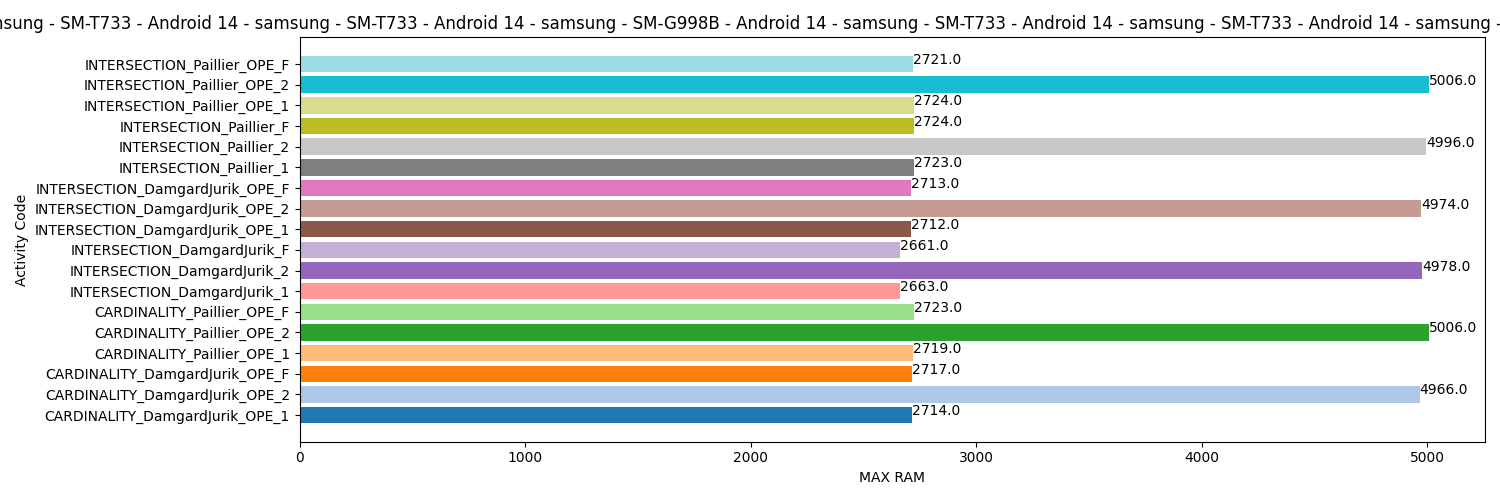 sung - SM-T733 - Android 14 - samsung - SM-T733 - Android 14 - samsung - SM-G998B - Android 14 - samsung - SM-T733 - Android 14 - samsung - SM-T733 - Android 14 - samsung -
INTERSECTION_Paillier_OPE_F 2721.0
INTERSECTION_Paillier_OPE_2 5006.0
INTERSECTION_Paillier_OPE_1 2724.0
INTERSECTION_Paillier_F 2724.0
INTERSECTION_Paillier_2 4996.0
INTERSECTION_Paillier_1 2723.0
INTERSECTION_DamgardJurik_OPE_F 2713.0
INTERSECTION_DamgardJurik_OPE_2 4974.0
INTERSECTION_DamgardJurik_OPE_1 2712.0
INTERSECTION_DamgardJurik_F 2661.0
INTERSECTION_DamgardJurik_2 4978.0
INTERSECTION_DamgardJurik_1 2663.0
CARDINALITY_Paillier_OPE_F 2723.0
CARDINALITY_Paillier_OPE_2 5006.0
CARDINALITY_Paillier_OPE_1 2719.0
CARDINALITY_DamgardJurik_OPE_F 2717.0
CARDINALITY_DamgardJurik_OPE_2 4966.0
CARDINALITY_DamgardJurik_OPE_1 2714.0
Activity Code
0 1000 2000 3000 4000 5000
MAX RAM